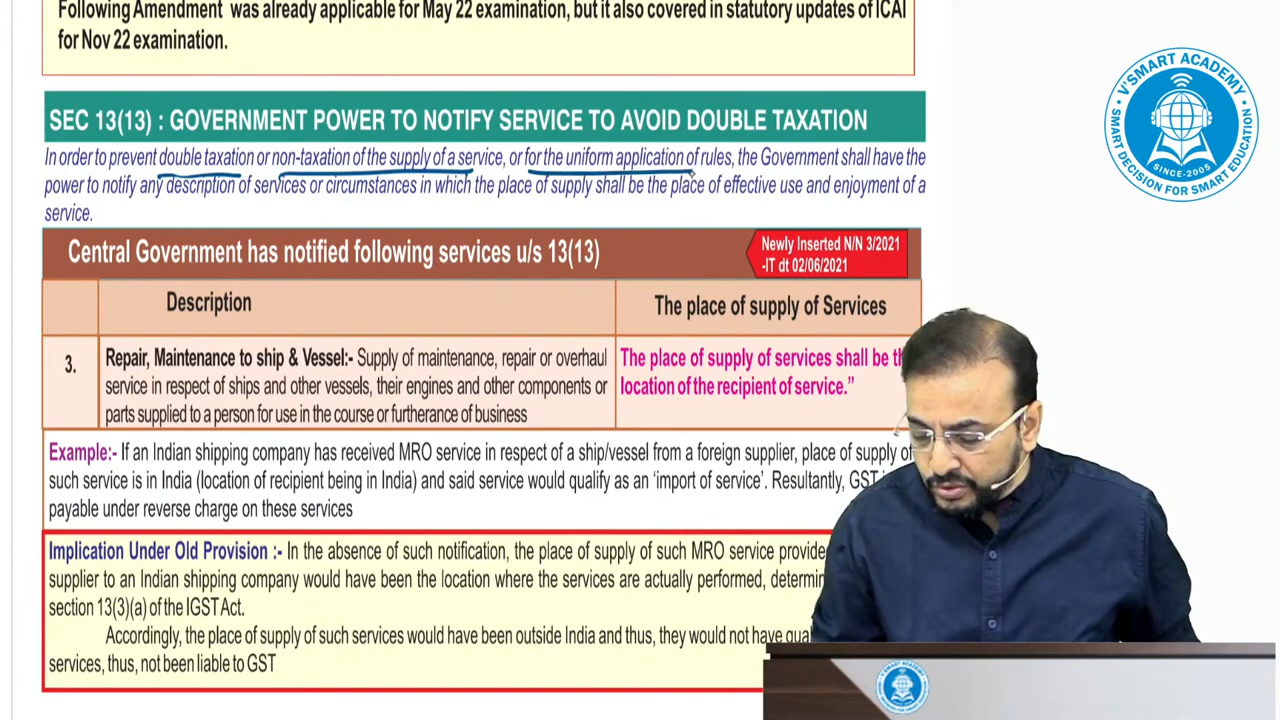 Following Amendment was already applicable for May 22 examination, but it also covered in statutory updates of ICAI
for Nov 22 examination.
V'SMART ACADEMY
SINCE-2005
SMART DECISION FOR SMART EDUCATION
SEC 13(13) : GOVERNMENT POWER TO NOTIFY SERVICE TO AVOID DOUBLE TAXATION
In order to prevent double taxation or non-taxation of the supply of a service, or for the uniform application of rules, the Government shall have the
power to notify any description of services or circumstances in which the place of supply shall be the place of effective use and enjoyment of a
service.
Central Government has notified following services u/s 13(13)
Newly Inserted N/N 3/2021
-IT dt 02/06/2021
Description
The place of supply of Services
3.
Repair, Maintenance to ship & Vessel:- Supply of maintenance, repair or overhaul
service in respect of ships and other vessels, their engines and other components or
parts supplied to a person for use in the course or furtherance of business
The place of supply of services shall be
location of the recipient of service.”
Example:- If an Indian shipping company has received MRO service in respect of a ship/vessel from a foreign supplier, place of supply of
such service is in India (location of recipient being in India) and said service would qualify as an ‘import of service’. Resultantly, GST
payable under reverse charge on these services
Implication Under Old Provision :- In the absence of such notification, the place of supply of such MRO service
supplier to an Indian shipping company would have been the location where the services are actually performed,
section 13(3)(a) of the IGST Act.
Accordingly, the place of supply of such services would have been outside India and thus, they would not have
services, thus, not been liable to GST